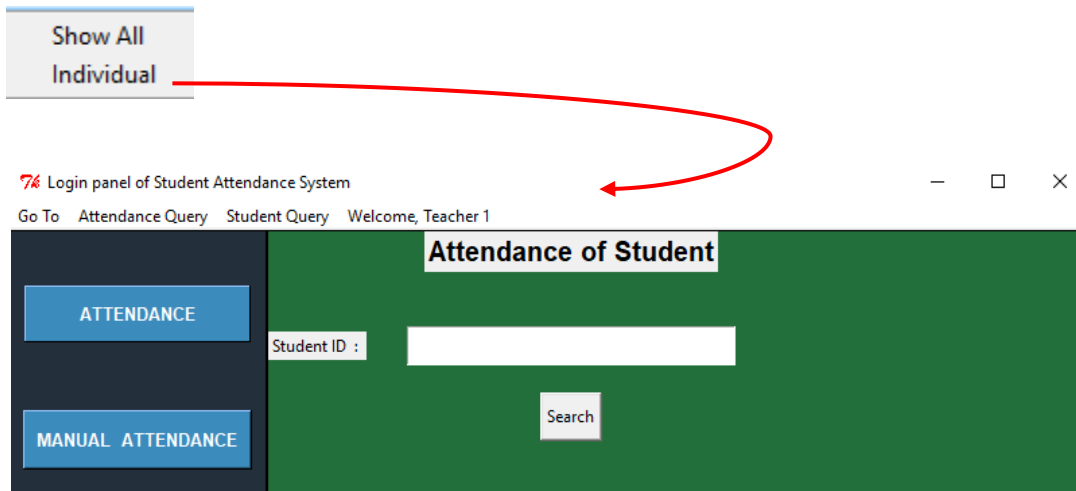 Show All
Individual
Login panel of Student Attendance System
Go To Attendance Query Student Query Welcome, Teacher 1
Attendance of Student
ATTENDANCE
Student ID :
Search
MANUAL ATTENDANCE